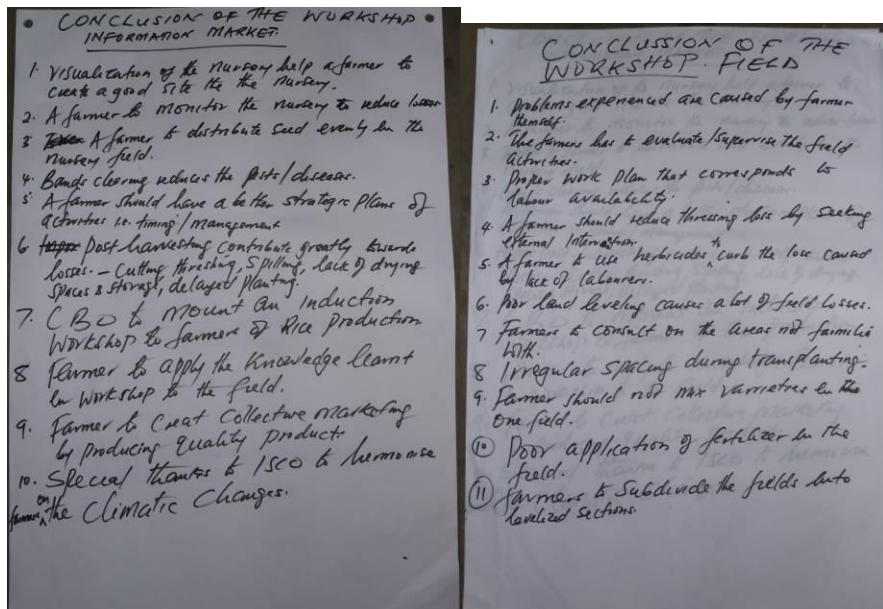 CONCLUSION OF THE WORKSHOP
INFORMATION MARKET.
1. Visualization of the nursery help a farmer to
create a good site the the nursery.
2. A farmer to monitor the nursery to reduce losses
3 A farmer to distribute seed evenly in the
nursery field.
4. Bands clearing reduces the pests/diseases.
5. A farmer should have a better strategic plans of
activities i.e. timing/management
6. post harvesting contribute greatly towards
losses. - Cutting threshing, spilling, lack of drying
spaces & storage, delayed planting.
7. CBO to mount an induction
workshop to farmers of Rice Production
8 Farmer to apply the knowledge learnt
in workshop to the field.
9. Farmer to Creat Collective marketing
by producing quality products
10. Special thanks to ISCO to hermonise
farmers on the Climatic Changes.
CONCLUSSION OF THE
WORKSHOP. FIELD
1. Problems experienced are caused by farmer
themself.
2. The farmers has to evaluate/supervise the field
activities.
3. Proper work plan that corresponds to
labour availability.
4. A farmer should reduce thressing loss by seeking
external
5. A farmer to use herbicides to curb the lose caused
by lack of labourers.
6. Poor land leveling causes a lot of field losses.
7 Farmers to consult on the areas not
with.
8 Irregular spacing during transplanting.
9. Farmer should not mix varrieties in the
one field.
10 Poor application of fertilizer in the
field.
11 farmers to subdivide the fields into
levelized sections.